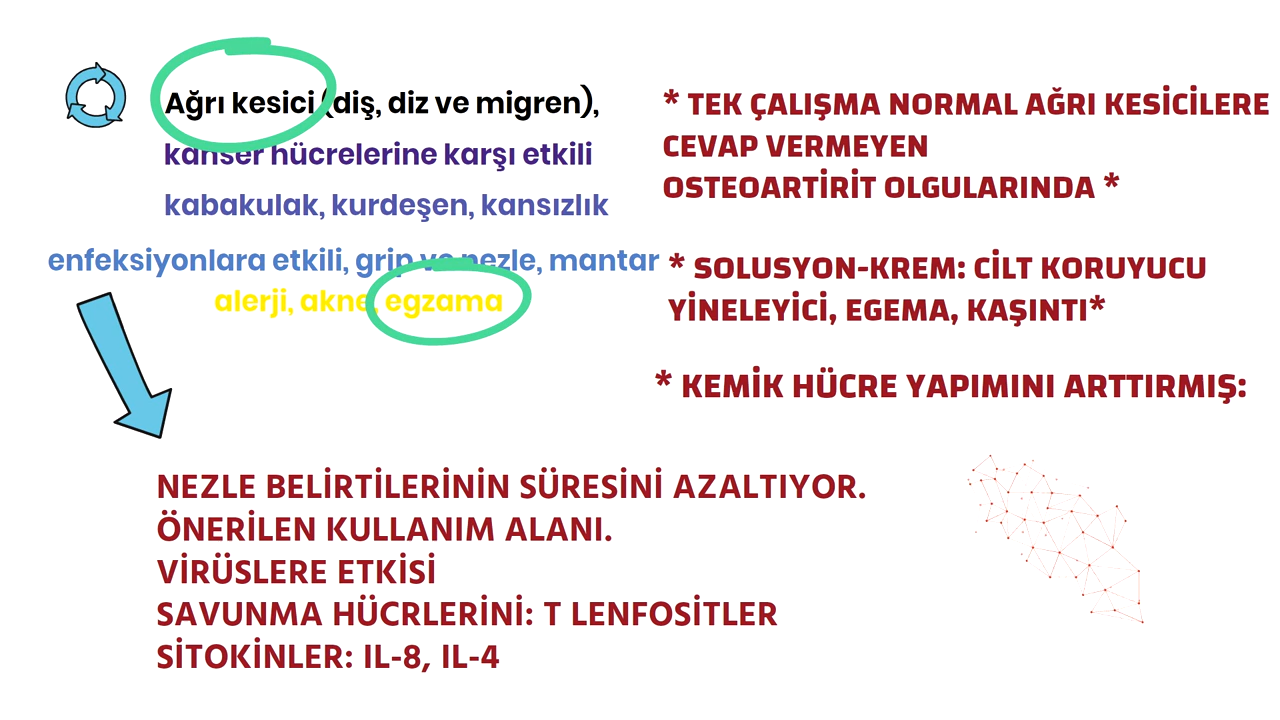 Ağrı kesici (diş, diz ve migren),
kanser hücrelerine karşı etkili
kabakulak, kurdeşen, kansızlık
enfeksiyonlara etkili, grip ve nezle, mantar
alerji, akne, egzama
* TEK ÇALIŞMA NORMAL AĞRI KESİCİLERE
CEVAP VERMEYEN
OSTEOARTİRİT OLGULARINDA *
* SOLUSYON-KREM: CİLT KORUYUCU
YİNELEYİCİ, EGEMA, KAŞINTI*
* KEMİK HÜCRE YAPIMINI ARTTIRMIŞ:
NEZLE BELİRTİLERİNİN SÜRESİNİ AZALTIYOR.
ÖNERİLEN KULLANIM ALANI.
VİRÜSLERE ETKİSİ
SAVUNMA HÜCRLERİNİ: T LENFOSİTLER
SİTOKİNLER: IL-8, IL-4